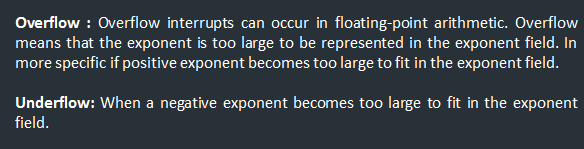 Overflow : Overflow interrupts can occur in floating-point arithmetic. Overflow
means that the exponent is too large to be represented in the exponent field. In
more specific if positive exponent becomes too large to fit in the exponent field.
Underflow: When a negative exponent becomes too large to fit in the exponent
field.